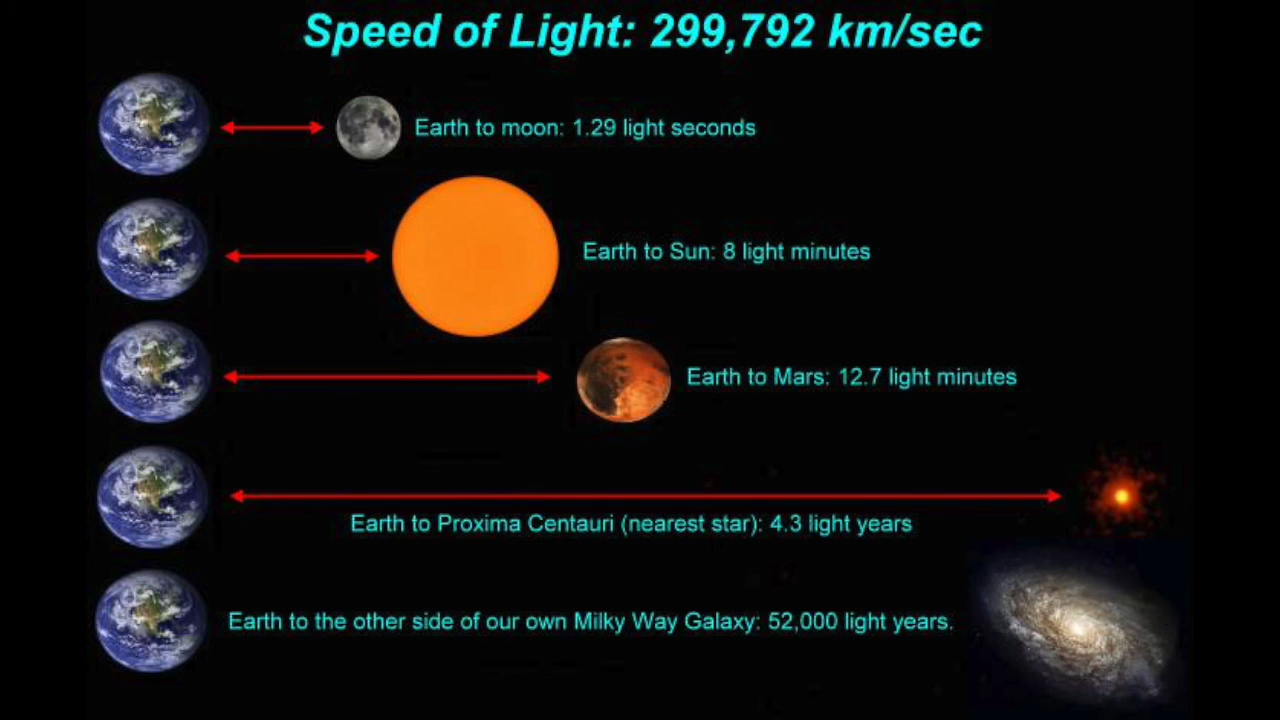 Speed of Light: 299,792 km/sec
Earth to moon: 1.29 light seconds
Earth to Sun: 8 light minutes
Earth to Mars: 12.7 light minutes
Earth to Proxima Centauri (nearest star): 4.3 light years
Earth to the other side of our own Milky Way Galaxy: 52,000 light years.